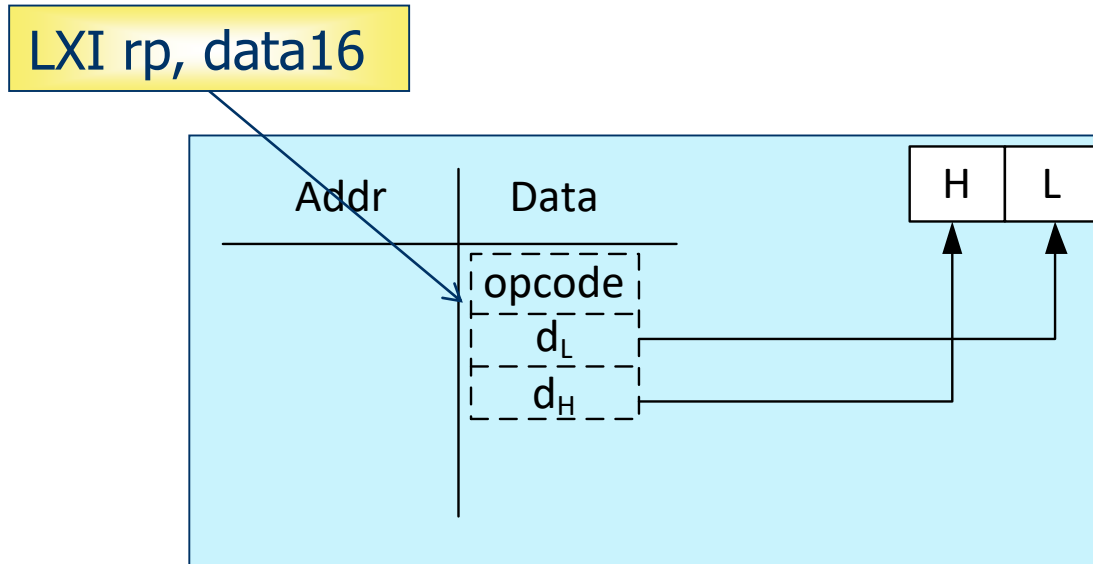 LXI rp, data16
Addr Data H L
opcode
dL
dH